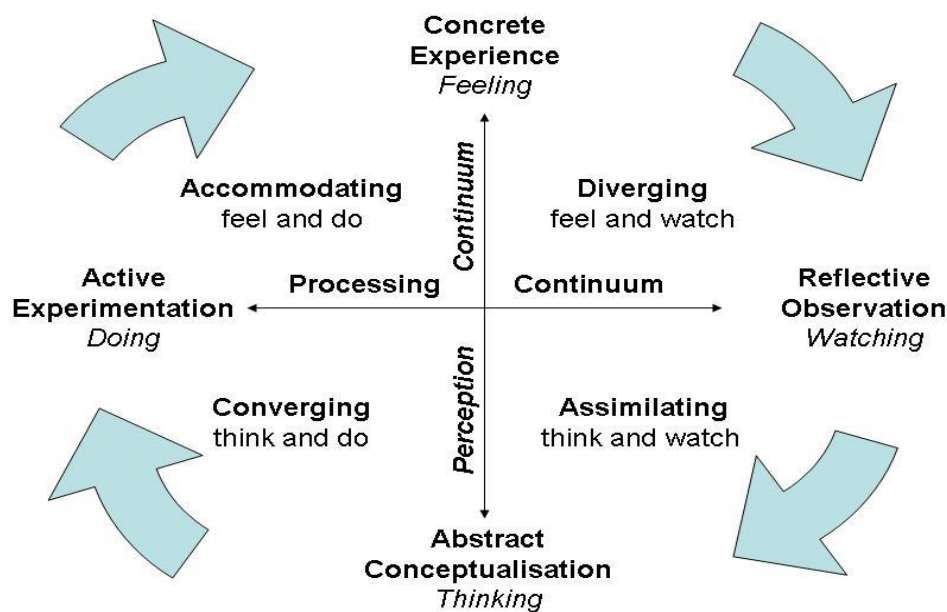 Concrete
Experience
Feeling
Accommodating
feel and do
Diverging
feel and watch
Continuum
Active
Experimentation
Doing
Processing
Continuum
Reflective
Observation
Watching
Perception
Converging
think and do
Assimilating
think and watch
Abstract
Conceptualisation
Thinking